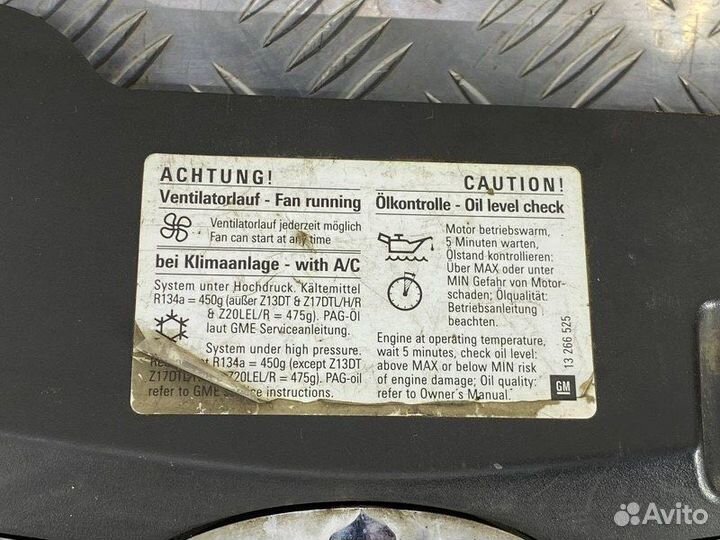 ACHTUNG!
Ventilatorlauf - Fan running
Ventilatorlauf jederzeit möglich
Fan can start at any time
bei Klimaanlage - with A/C
System unter Hochdruck. Kältemittel
R134a = 450g (außer Z13DT & Z17DTL/H/R
& Z20LEL/R = 475g). PAG-Öl
laut GME Serviceanleitung.
System under high pressure.
R134a = 450g (except Z13DT
Z20LEL/R = 475g). PAG-oil
refer to GME service instructions.
CAUTION!
Ölkontrolle - Oil level check
Motor betriebswarm,
5 Minuten warten,
Ölstand kontrollieren:
Über MAX oder unter
MIN Gefahr von Motor-
schaden; Ölqualität:
Betriebsanleitung
beachten.
Engine at operating temperature,
wait 5 minutes, check oil level:
above MAX or below MIN risk
of engine damage; Oil quality:
refer to Owner's Manual.
13 266 525
GM
Avito